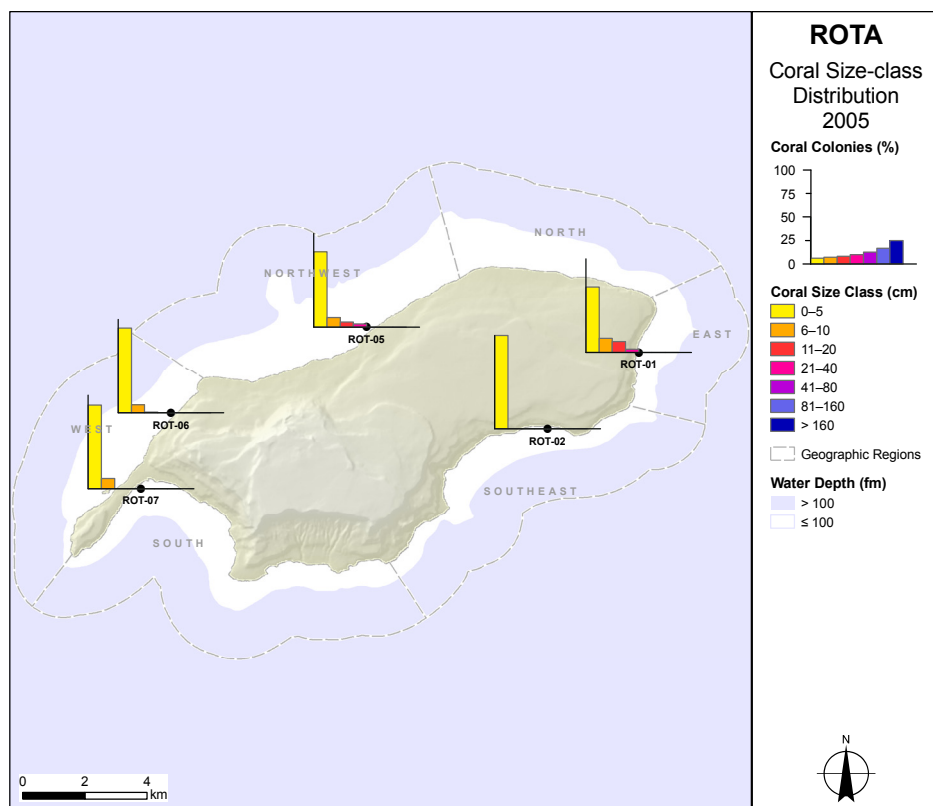 ROTA
Coral Size-class
Distribution
2005
Coral Colonies (%)
100
75
50
25
0
Coral Size Class (cm)
0–5
6–10
11–20
21–40
41–80
81–160
> 160
Geographic Regions
Water Depth (fm)
> 100
≤ 100
N
NORTH
NORTHWEST
EAST
ROT-05
ROT-01
ROT-06
WEST
ROT-02
SOUTHEAST
ROT-07
SOUTH
0 2 4
km